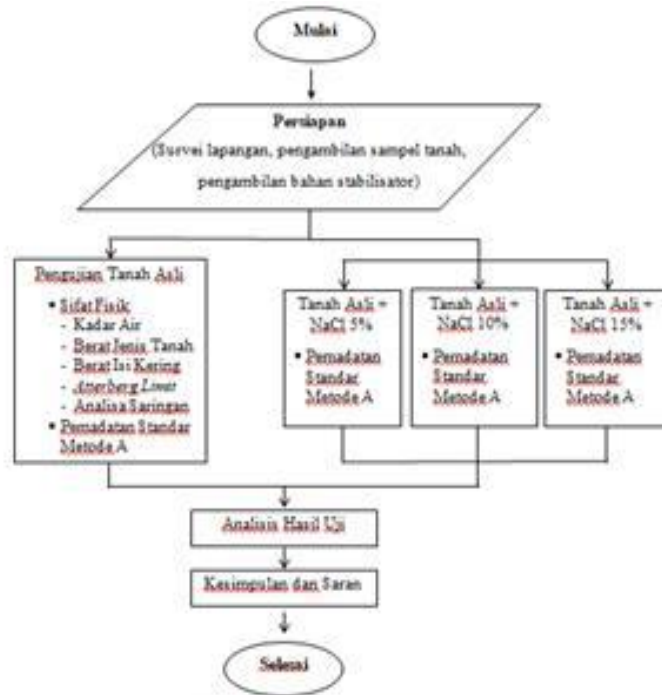 Mulai
Persiapan
(Survei lapangan, pengambilan sampel tanah,
pengambilan bahan stabilisator)
Pengujian Tanah Asli
• Sifat Fisik
- Kadar Air
- Berat Jenis Tanah
- Berat Isi Kering
- Atterberg Limit
- Analisa Saringan
• Pemadatan Standar
Metode A
Tanah Asli +
NaCl 5%
• Pemadatan
Standar
Metode A
Tanah Asli +
NaCl 10%
• Pemadatan
Standar
Metode A
Tanah Asli +
NaCl 15%
• Pemadatan
Standar
Metode A
Analisis Hasil Uji
Kesimpulan dan Saran
Selesai